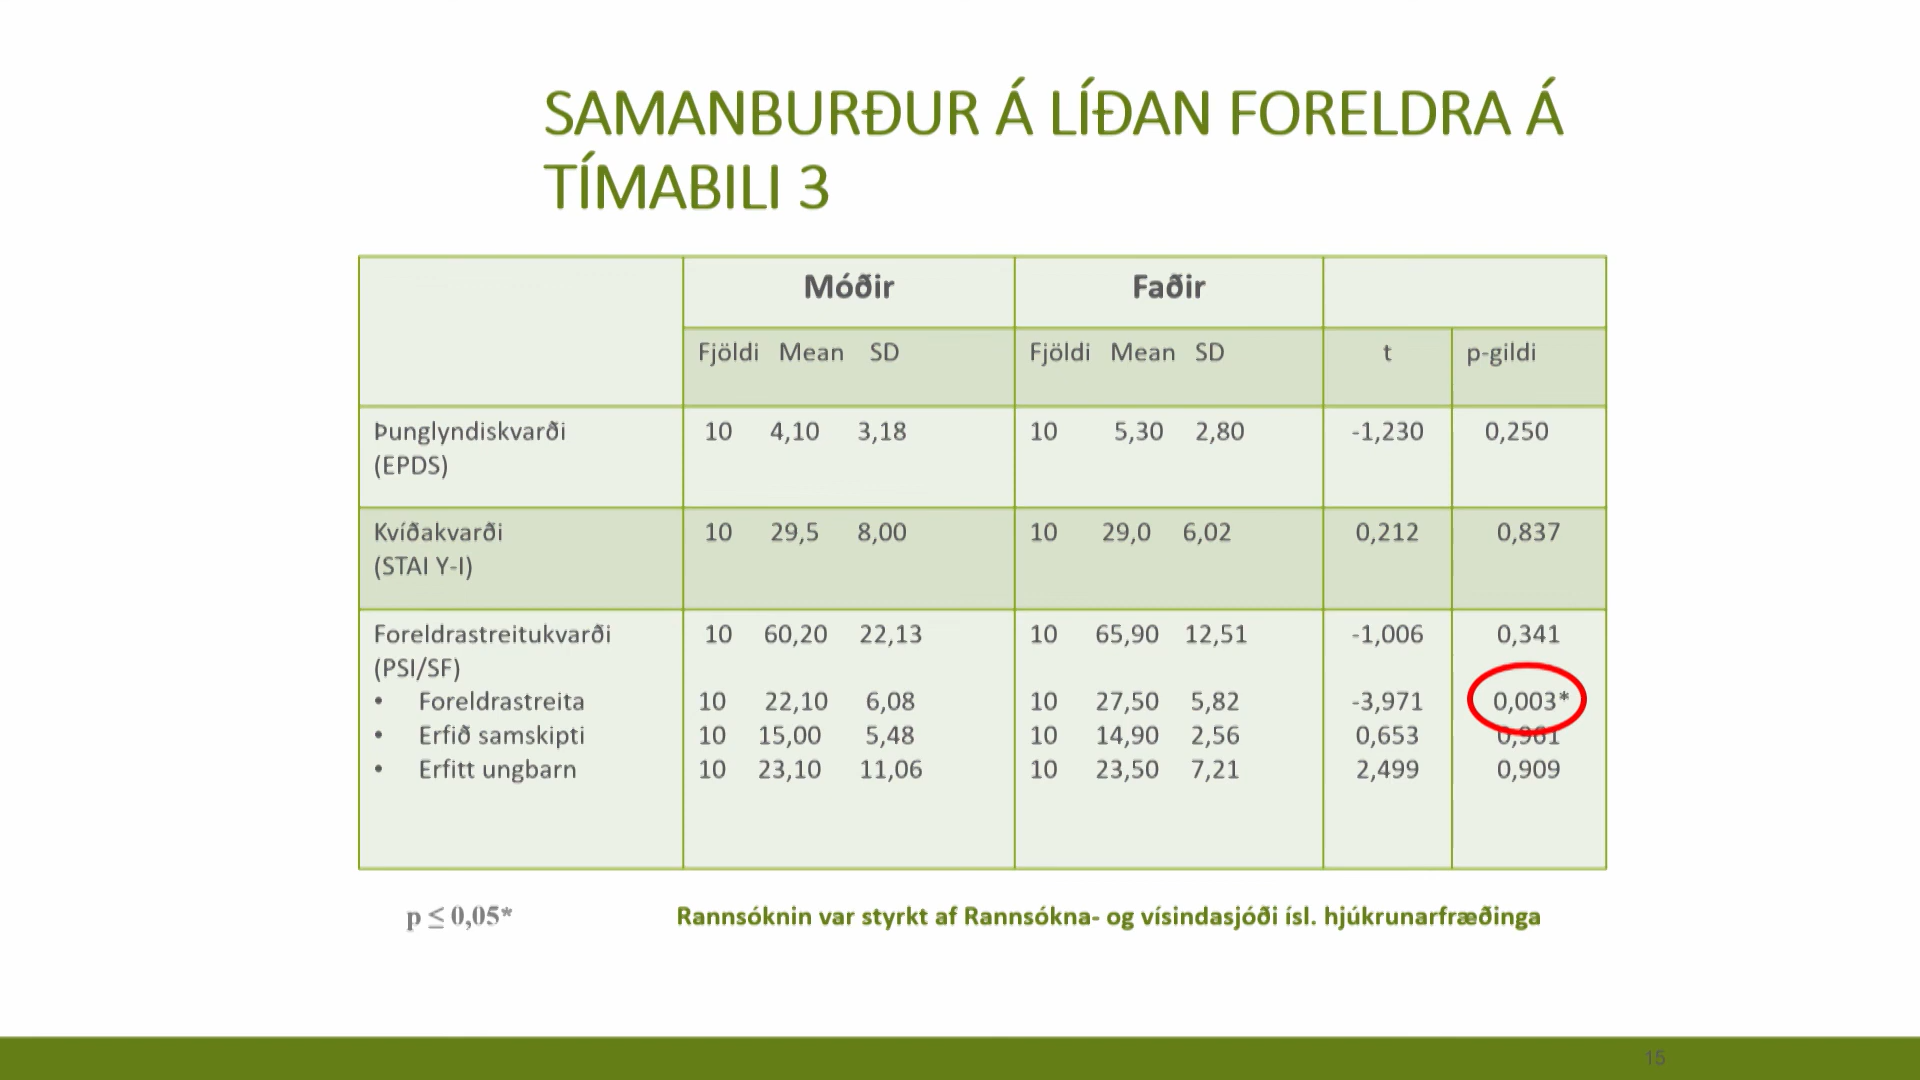 SAMANBURÐUR Á LÍÐAN FORELDRA Á
TÍMABILI 3
Móðir Faðir
Fjöldi Mean SD Fjöldi Mean SD t p-gildi
Þunglyndiskvarði 10 4,10 3,18 10 5,30 2,80 -1,230 0,250
(EPDS)
Kvíðakvarði 10 29,5 8,00 10 29,0 6,02 0,212 0,837
(STAI Y-I)
Foreldrastreitukvarði 10 60,20 22,13 10 65,90 12,51 -1,006 0,341
(PSI/SF)
• Foreldrastreita 10 22,10 6,08 10 27,50 5,82 -3,971 0,003*
• Erfið samskipti 10 15,00 5,48 10 14,90 2,56 0,653 0,961
• Erfitt ungbarn 10 23,10 11,06 10 23,50 7,21 2,499 0,909
p ≤ 0,05* Rannsóknin var styrkt af Rannsókna- og vísindasjóði ísl. hjúkrunarfræðinga
15